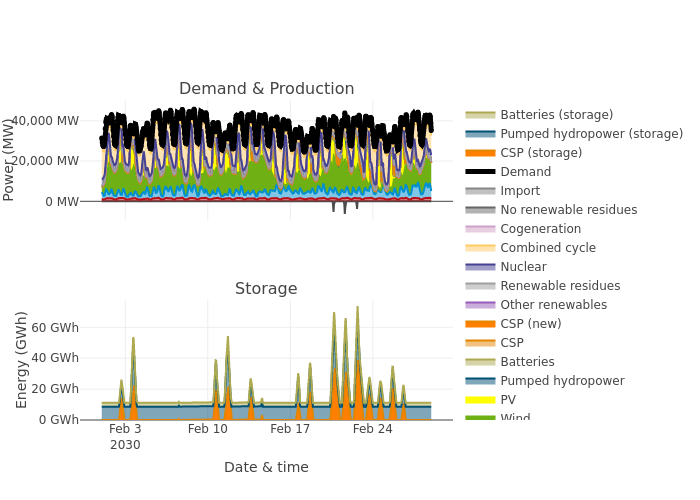 Demand & Production
Power (MW)
40,000 MW
20,000 MW
0 MW
Storage
Energy (GWh)
60 GWh
40 GWh
20 GWh
0 GWh
Feb 3
2030
Feb 10
Feb 17
Feb 24
Date & time
Batteries (storage)
Pumped hydropower (storage)
CSP (storage)
Demand
Import
No renewable residues
Cogeneration
Combined cycle
Nuclear
Renewable residues
Other renewables
CSP (new)
CSP
Batteries
Pumped hydropower
PV
Wind